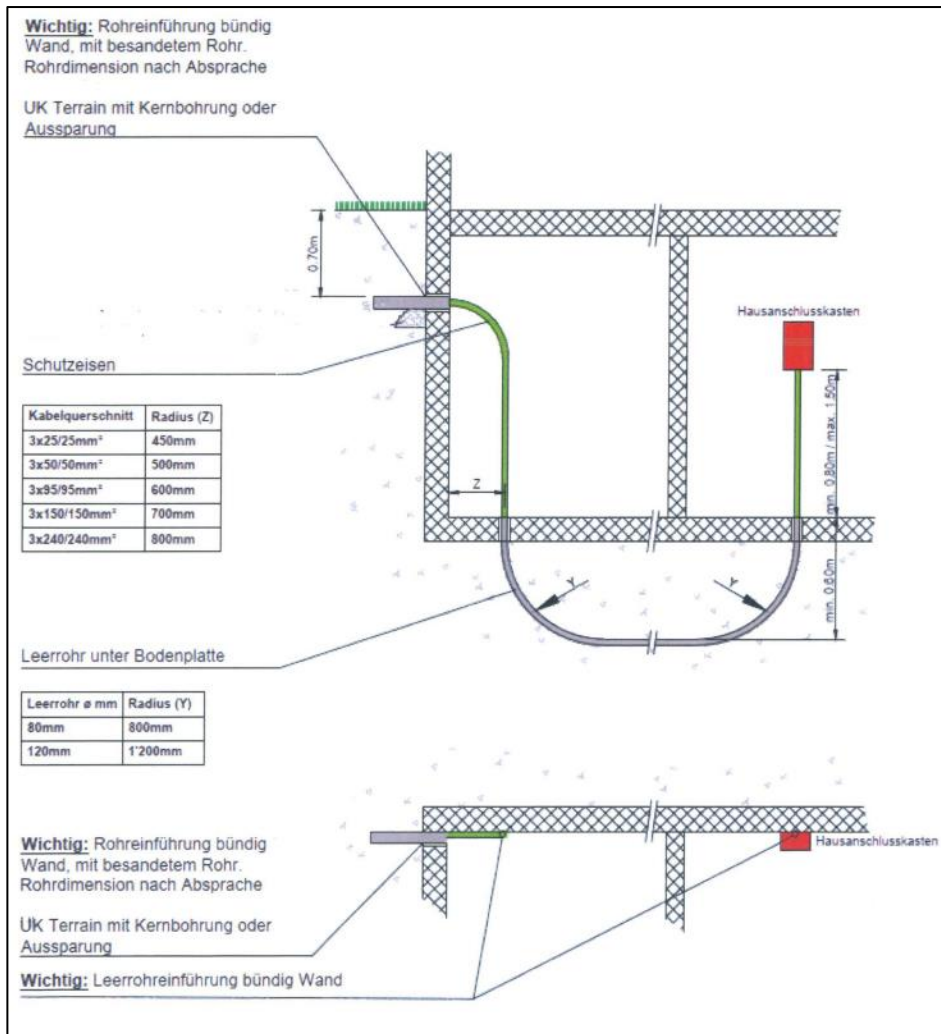 Wichtig: Rohreinführung bündig
Wand, mit besandetem Rohr.
Rohrdimension nach Absprache
UK Terrain mit Kernbohrung oder
Aussparung
0.70m
Hausanschlusskasten
Schutzeisen
min. 0.80m / max. 1.50m
Kabelquerschnitt Radius (Z)
3x25/25mm² 450mm
3x50/50mm² 500mm
3x95/95mm² 600mm
3x150/150mm² 700mm
3x240/240mm² 800mm
Z
Y
Y
min. 0.60m
Leerrohr unter Bodenplatte
Leerrohr ø mm Radius (Y)
80mm 800mm
120mm 1'200mm
Wichtig: Rohreinführung bündig
Wand, mit besandetem Rohr.
Rohrdimension nach Absprache
Hausanschlusskasten
UK Terrain mit Kernbohrung oder
Aussparung
Wichtig: Leerrohreinführung bündig Wand